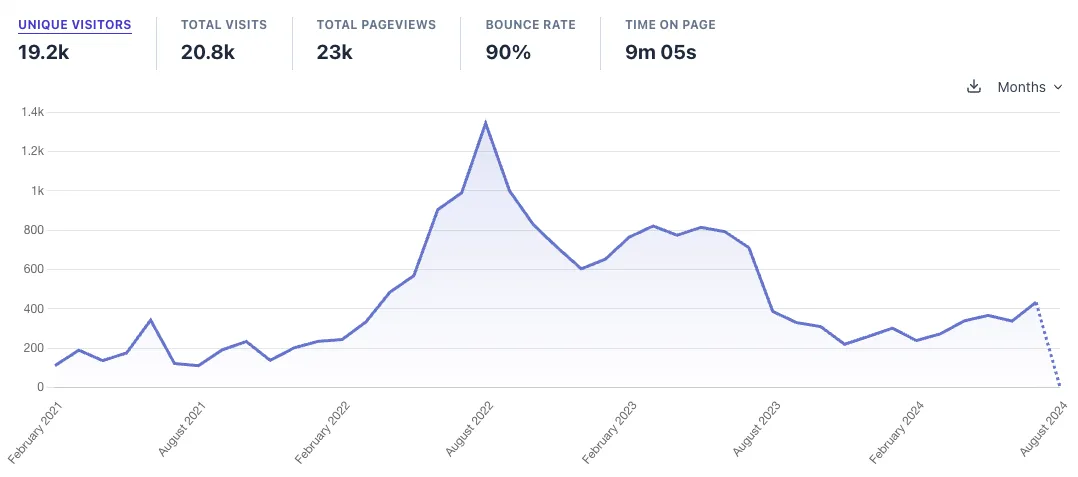 UNIQUE VISITORS TOTAL VISITS TOTAL PAGEVIEWS BOUNCE RATE TIME ON PAGE
19.2k 20.8k 23k 90% 9m 05s
Months
1.4k
1.2k
1k
800
600
400
200
0
February 2021 August 2021 February 2022 August 2022 February 2023 August 2023 February 2024 August 2024